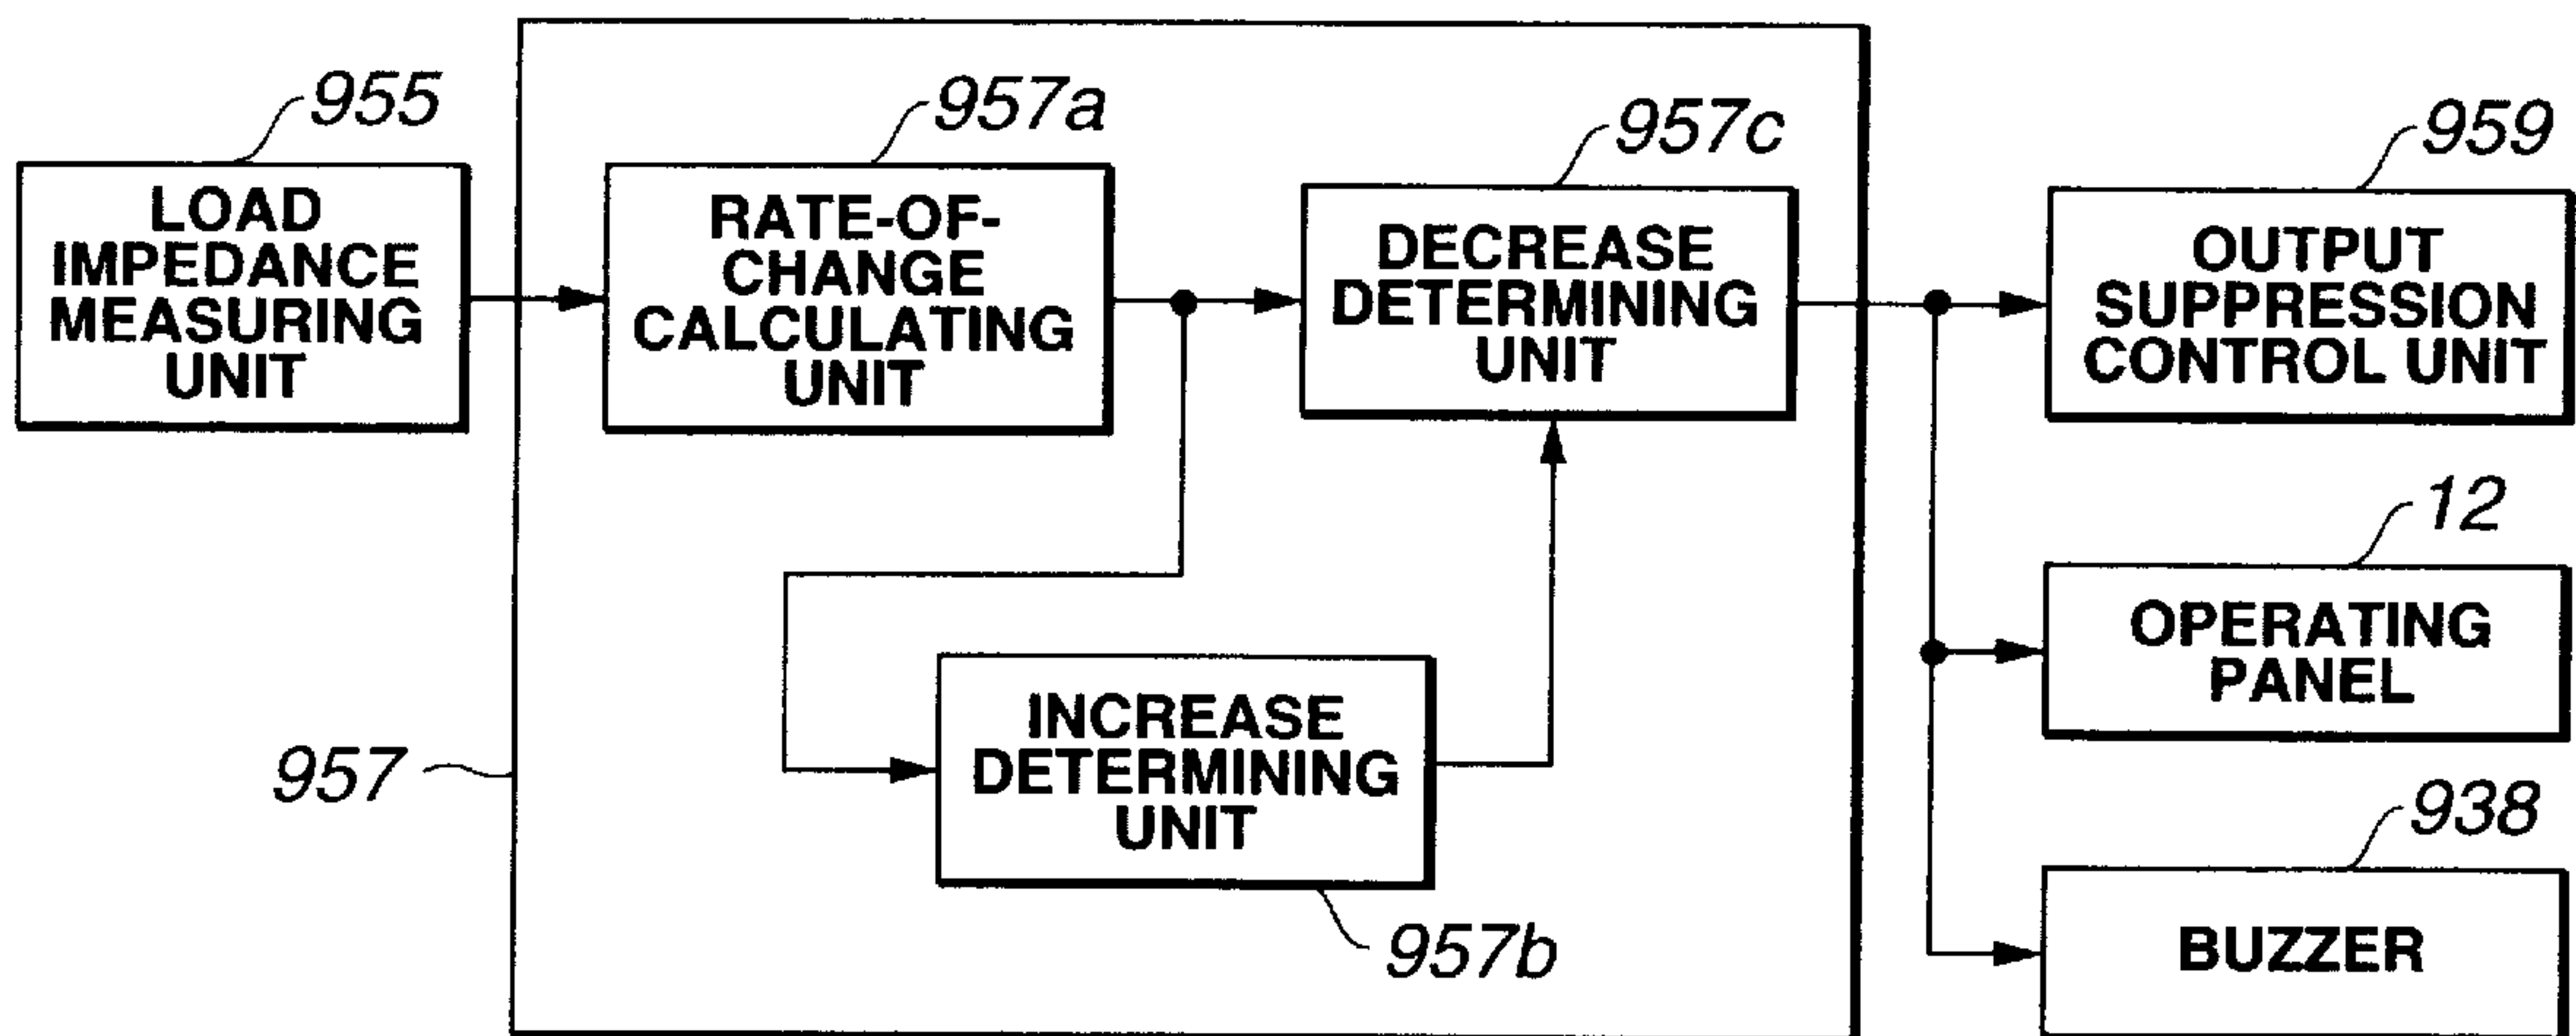 955
LOAD
IMPEDANCE
MEASURING
UNIT
957a
RATE-OF-
CHANGE
CALCULATING
UNIT
957c
DECREASE
DETERMINING
UNIT
959
OUTPUT
SUPPRESSION
CONTROL UNIT
12
OPERATING
PANEL
957
INCREASE
DETERMINING
UNIT
957b
938
BUZZER